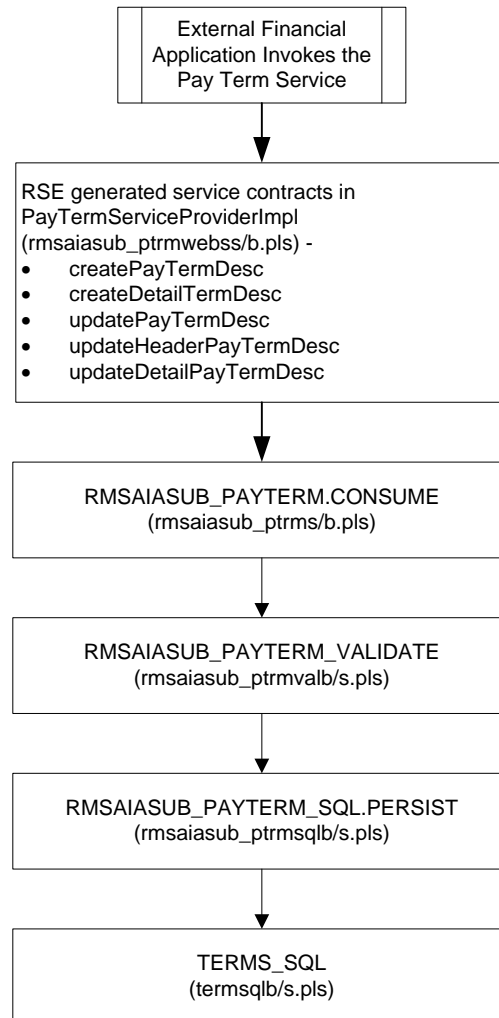 External Financial
Application Invokes the
Pay Term Service
RSE generated service contracts in
PayTermServiceProviderImpl
(rmsaiasub_ptrmwebss/b.pls) -
• createPayTermDesc
• createDetailTermDesc
• updatePayTermDesc
• updateHeaderPayTermDesc
• updateDetailPayTermDesc
RMSAIASUB_PAYTERM.CONSUME
(rmsaiasub_ptrms/b.pls)
RMSAIASUB_PAYTERM_VALIDATE
(rmsaiasub_ptrmvalb/s.pls)
RMSAIASUB_PAYTERM_SQL.PERSIST
(rmsaiasub_ptrmsqlb/s.pls)
TERMS_SQL
(termsqlb/s.pls)